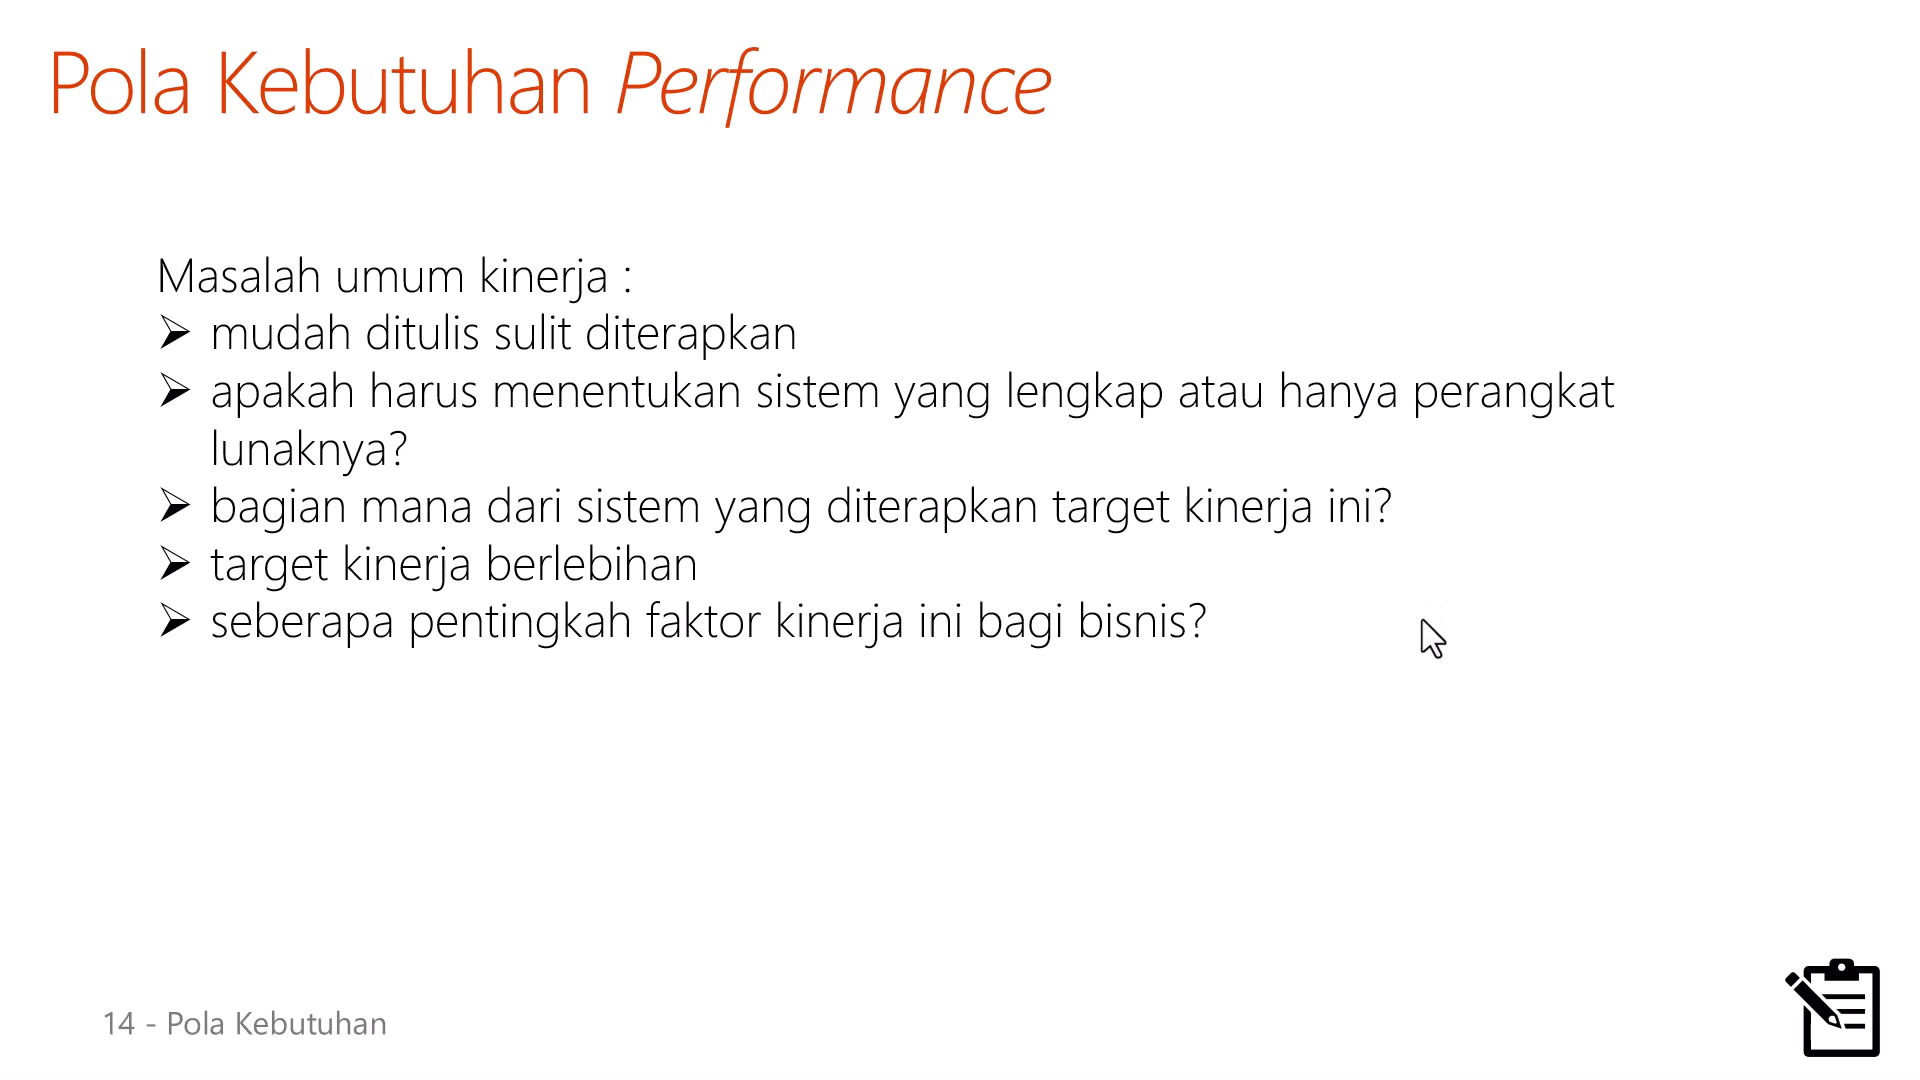 Pola Kebutuhan Performance
Masalah umum kinerja :
➢ mudah ditulis sulit diterapkan
➢ apakah harus menentukan sistem yang lengkap atau hanya perangkat
lunaknya?
➢ bagian mana dari sistem yang diterapkan target kinerja ini?
➢ target kinerja berlebihan
➢ seberapa pentingkah faktor kinerja ini bagi bisnis?
14 - Pola Kebutuhan